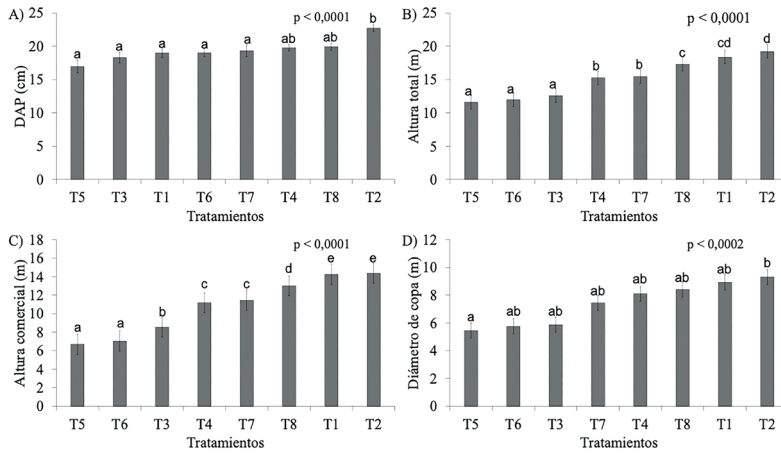 A)
p < 0,0001
DAP (cm)
25
20
15
10
5
0
a a a a a ab ab b
T5 T3 T1 T6 T7 T4 T8 T2
Tratamientos
B)
p < 0,0001
Altura total (m)
25
20
15
10
5
0
a a a b b c cd d
T5 T6 T3 T4 T7 T8 T1 T2
Tratamientos
C)
p < 0,0001
Altura comercial (m)
18
16
14
12
10
8
6
4
2
0
a a b c c d e e
T5 T6 T3 T4 T7 T8 T1 T2
Tratamientos
D)
p < 0,0002
Diámetro de copa (m)
12
10
8
6
4
2
0
a ab ab ab ab ab ab b
T5 T6 T3 T7 T4 T8 T1 T2
Tratamientos